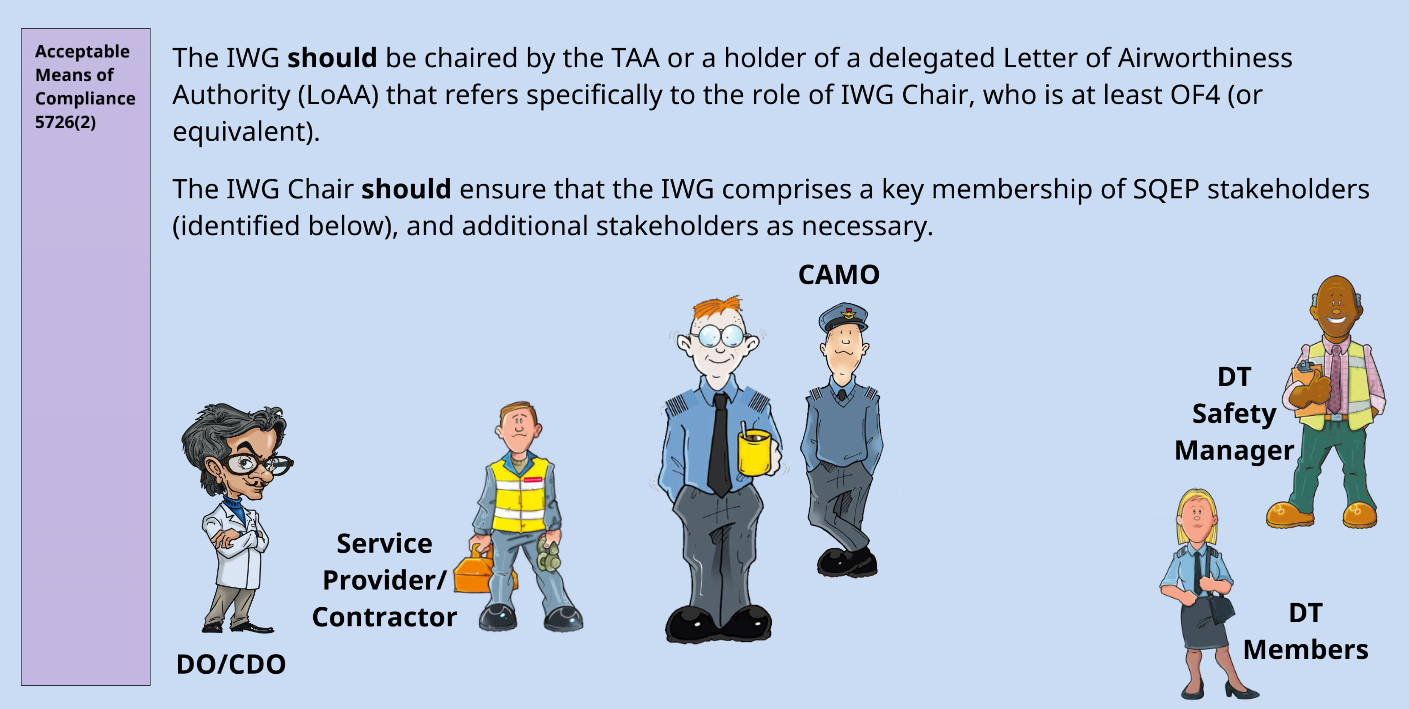 Acceptable
Means of
Compliance
5726(2)
The IWG should be chaired by the TAA or a holder of a delegated Letter of Airworthiness
Authority (LoAA) that refers specifically to the role of IWG Chair, who is at least OF4 (or
equivalent).
The IWG Chair should ensure that the IWG comprises a key membership of SQEP stakeholders
(identified below), and additional stakeholders as necessary.
CAMO
DT
Safety
Manager
Service
Provider/
Contractor
DT
Members
DO/CDO